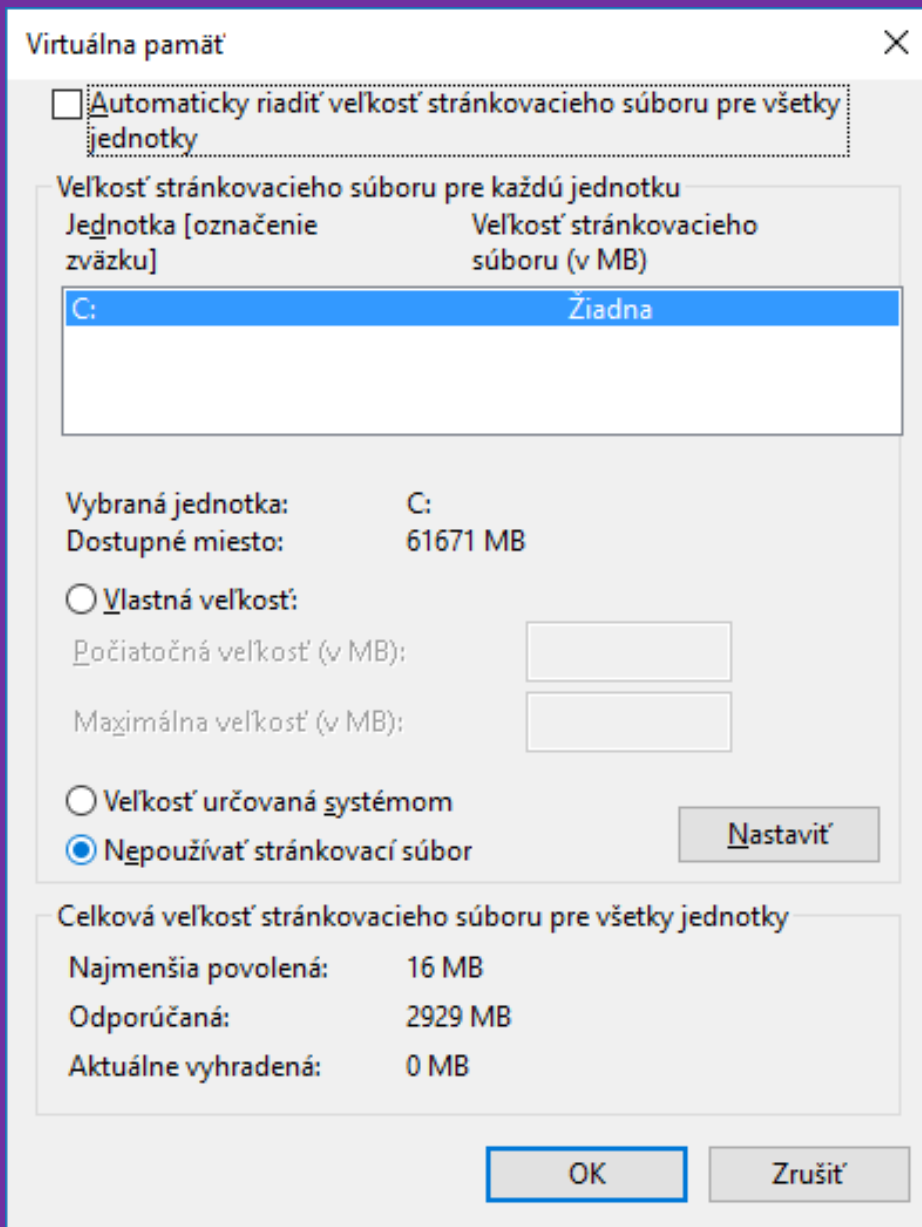 Virtuálna pamäť
Automaticky riadiť veľkosť stránkovacieho súboru pre všetky
jednotky
Veľkosť stránkovacieho súboru pre každú jednotku
Jednotka [označenie
zväzku]
Veľkosť stránkovacieho
súboru (v MB)
C: Žiadna
Vybraná jednotka: C:
Dostupné miesto: 61671 MB
Vlastná veľkosť:
Počiatočná veľkosť (v MB):
Maximálna veľkosť (v MB):
Veľkosť určovaná systémom
Nepoužívať stránkovací súbor
Nastaviť
Celková veľkosť stránkovacieho súboru pre všetky jednotky
Najmenšia povolená: 16 MB
Odporúčaná: 2929 MB
Aktuálne vyhradená: 0 MB
OK Zrušiť